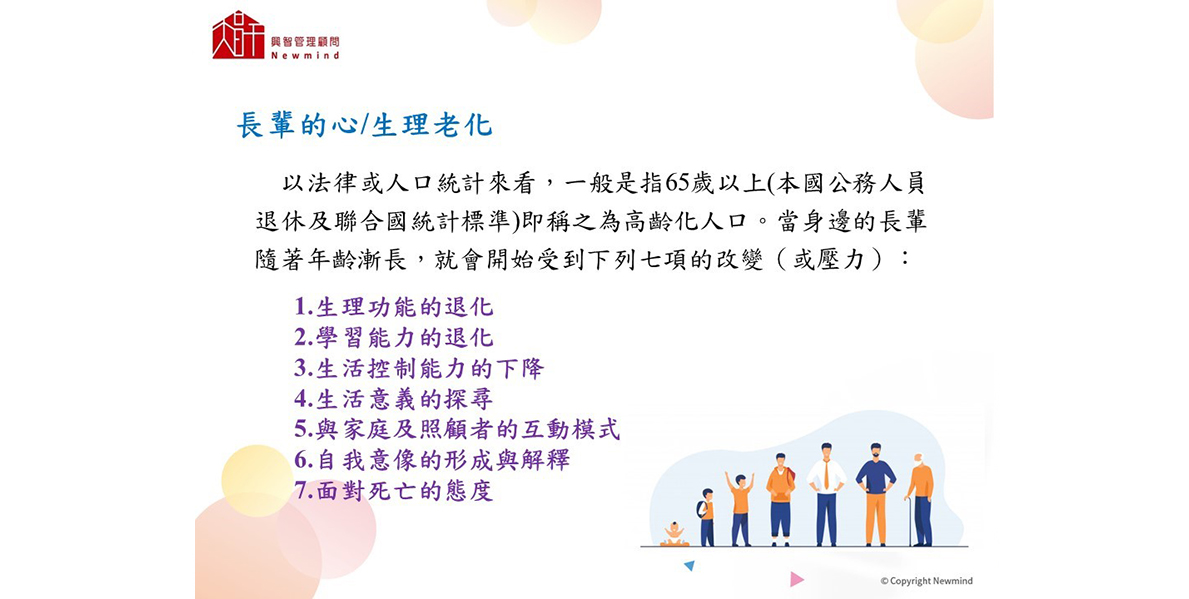 興智管理顧問
Newmind
長輩的心/生理老化
以法律或人口統計來看，一般是指65歲以上(本國公務人員
退休及聯合國統計標準)即稱之為高齡化人口。當身邊的長輩
隨著年齡漸長，就會開始受到下列七項的改變（或壓力）：
1.生理功能的退化
2.學習能力的退化
3.生活控制能力的下降
4.生活意義的探尋
5.與家庭及照顧者的互動模式
6.自我意像的形成與解釋
7.面對死亡的態度
© Copyright Newmind